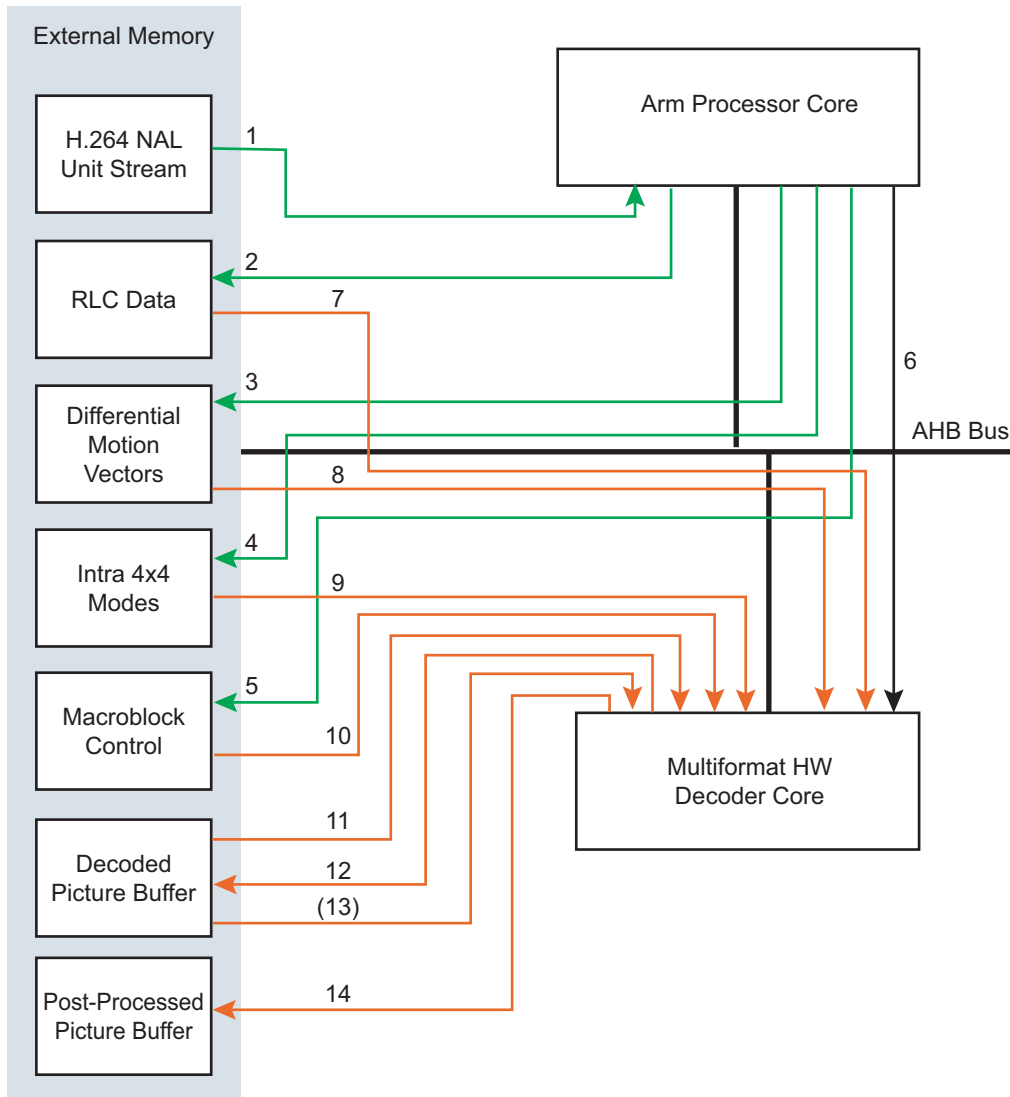 External Memory
Arm Processor Core
H.264 NAL
Unit Stream
1
RLC Data
2
7
6
Differential
Motion
Vectors
3
8
AHB Bus
Intra 4x4
Modes
4
9
Macroblock
Control
5
10
Multiformat HW
Decoder Core
Decoded
Picture Buffer
11
12
(13)
Post-Processed
Picture Buffer
14